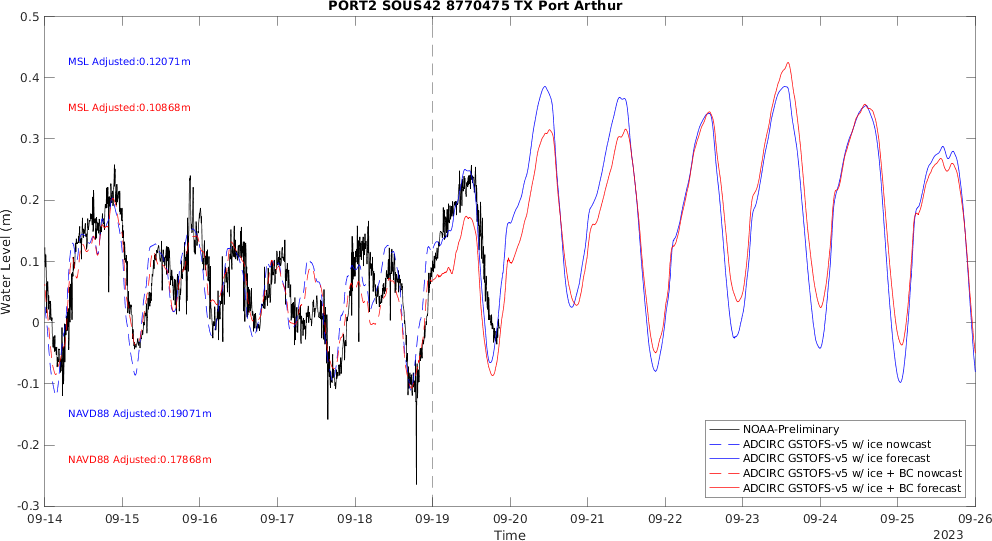 PORT2 SOUS42 8770475 TX Port Arthur
0.5
0.4
0.3
0.2
0.1
0
-0.1
-0.2
-0.3
Water Level (m)
MSL Adjusted:0.12071m
MSL Adjusted:0.10868m
NAVD88 Adjusted:0.19071m
NAVD88 Adjusted:0.17868m
NOAA-Preliminary
ADCIRC GSTOFS-v5 w/ ice nowcast
ADCIRC GSTOFS-v5 w/ ice forecast
ADCIRC GSTOFS-v5 w/ ice + BC nowcast
ADCIRC GSTOFS-v5 w/ ice + BC forecast
09-14 09-15 09-16 09-17 09-18 09-19 09-20 09-21 09-22 09-23 09-24 09-25 09-26
Time
2023